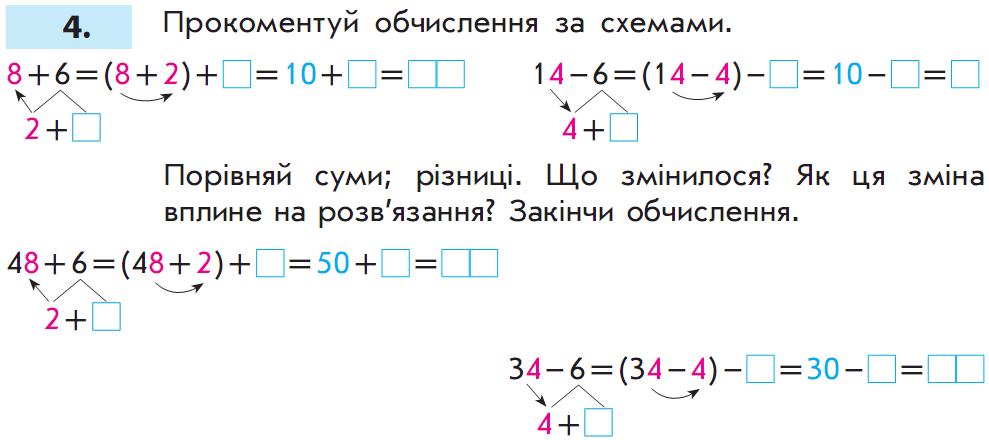 4. Прокоментуй обчислення за схемами.
8+6=(8+2)+□=10+□=□□ 14-6=(14-4)-□=10-□=□
2+□ 4+□
Порівняй суми; різниці. Що змінилося? Як ця зміна
вплине на розв'язання? Закінчи обчислення.
48+6=(48+2)+□=50+□=□□
2+□
34-6=(34-4)-□=30-□=□□
4+□